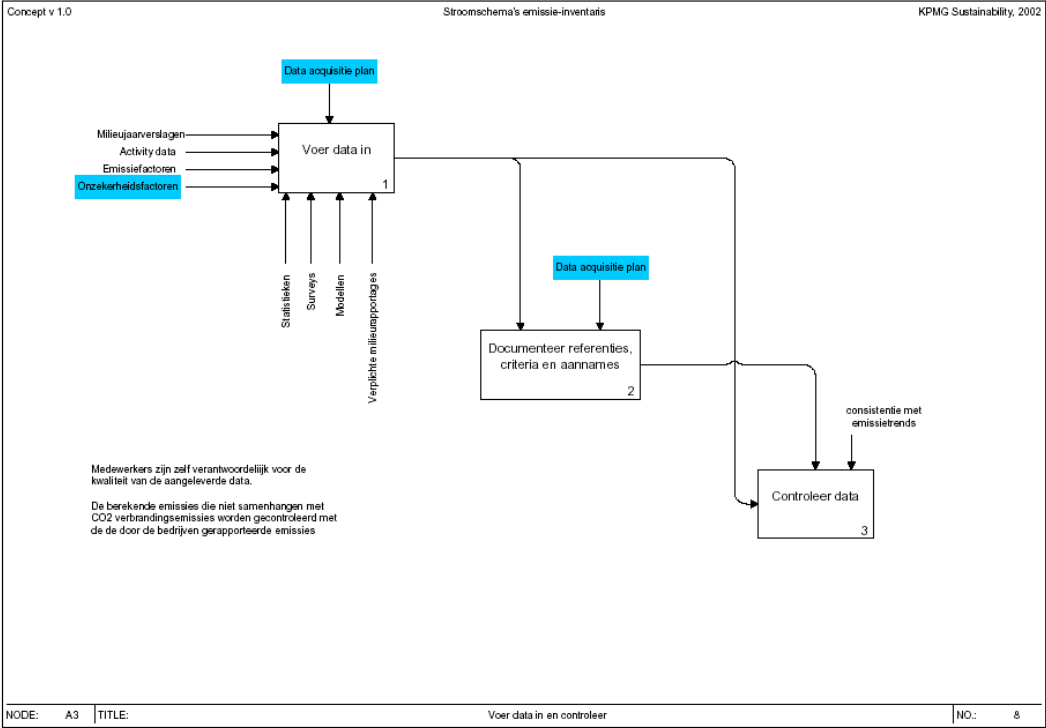 Concept v 1.0
Stroomschema's emissie-inventaris
KPMG Sustainability, 2002
Data acquisitie plan
Milieujaarverslagen
Activity data
Emissiefactoren
Onzekerheidsfactoren
Voer data in
1
Statistieken
Surveys
Modellen
Verplichte milieurapportages
Data acquisitie plan
Documenteer referenties,
criteria en aannames
2
consistentie met
emissietrends
Controleer data
3
Medewerkers zijn zelf verantwoordelijk voor de
kwaliteit van de aangeleverde data.
De berekende emissies die niet samenhangen met
CO2 verbrandingsemissies worden gecontroleerd met
de de door de bedrijven gerapporteerde emissies
NODE: A3
TITLE:
Voer data in en controleer
NO.: 8